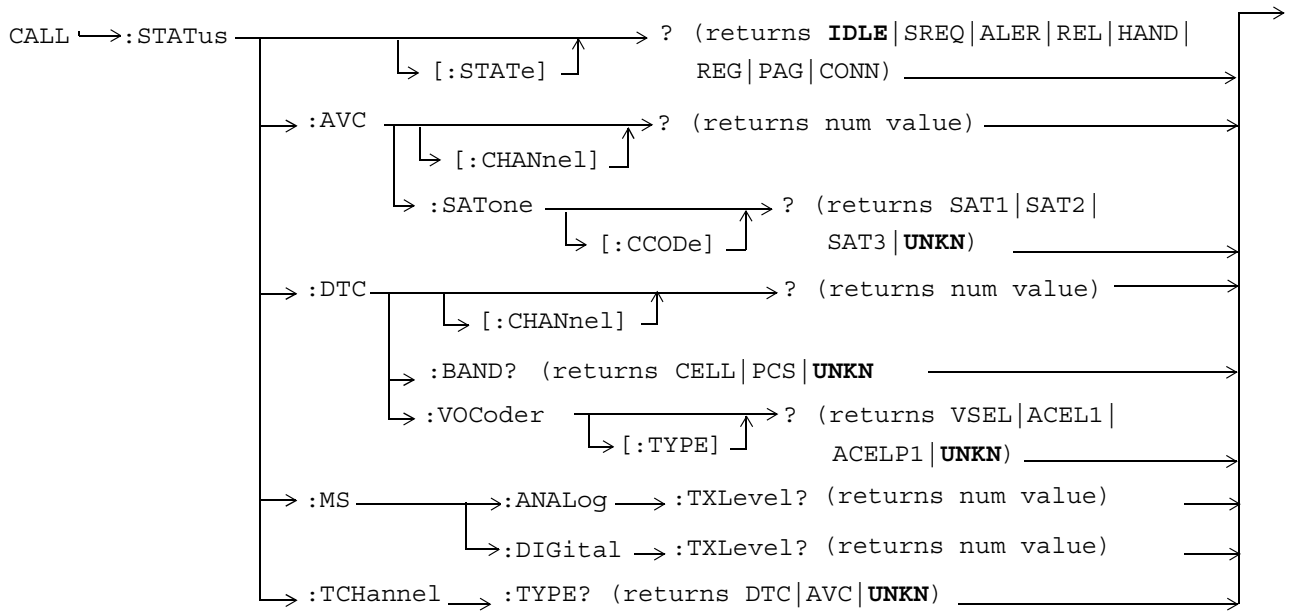 CALL :STATus ? (returns IDLE|SREQ|ALER|REL|HAND|
[:STATe] REG|PAG|CONN)
:AVC ? (returns num value)
[:CHANnel]
:SATone ? (returns SAT1|SAT2|
[:CCODe] SAT3|UNKN)
:DTC ? (returns num value)
[:CHANnel]
:BAND? (returns CELL|PCS|UNKN
:VOCoder ? (returns VSEL|ACEL1|
[:TYPE] ACELP1|UNKN)
:MS :ANALog :TXLevel? (returns num value)
:DIGital :TXLevel? (returns num value)
:TCHannel :TYPE? (returns DTC|AVC|UNKN)